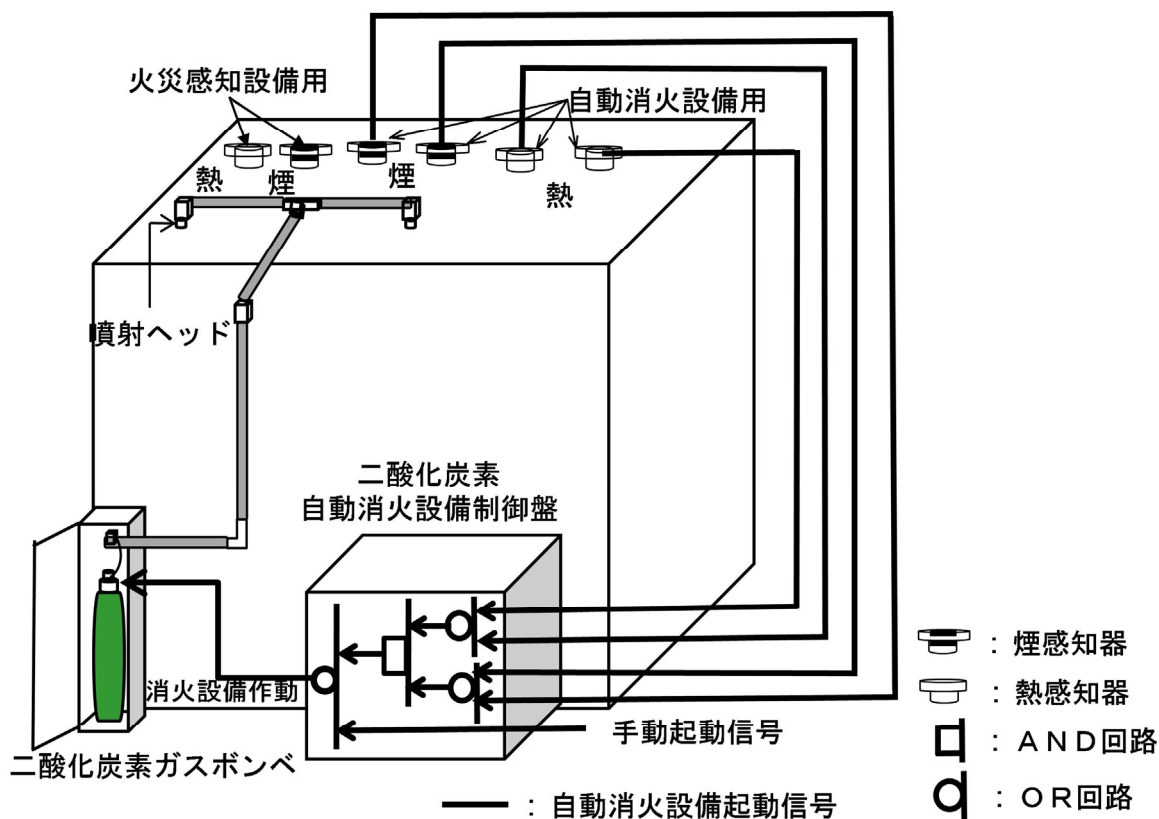 火災感知設備用
自動消火設備用
熱
煙
煙
熱
噴射ヘッド
二酸化炭素
自動消火設備制御盤
消火設備作動
手動起動信号
二酸化炭素ガスボンベ
：自動消火設備起動信号
：煙感知器
：熱感知器
：ＡＮＤ回路
：ＯＲ回路